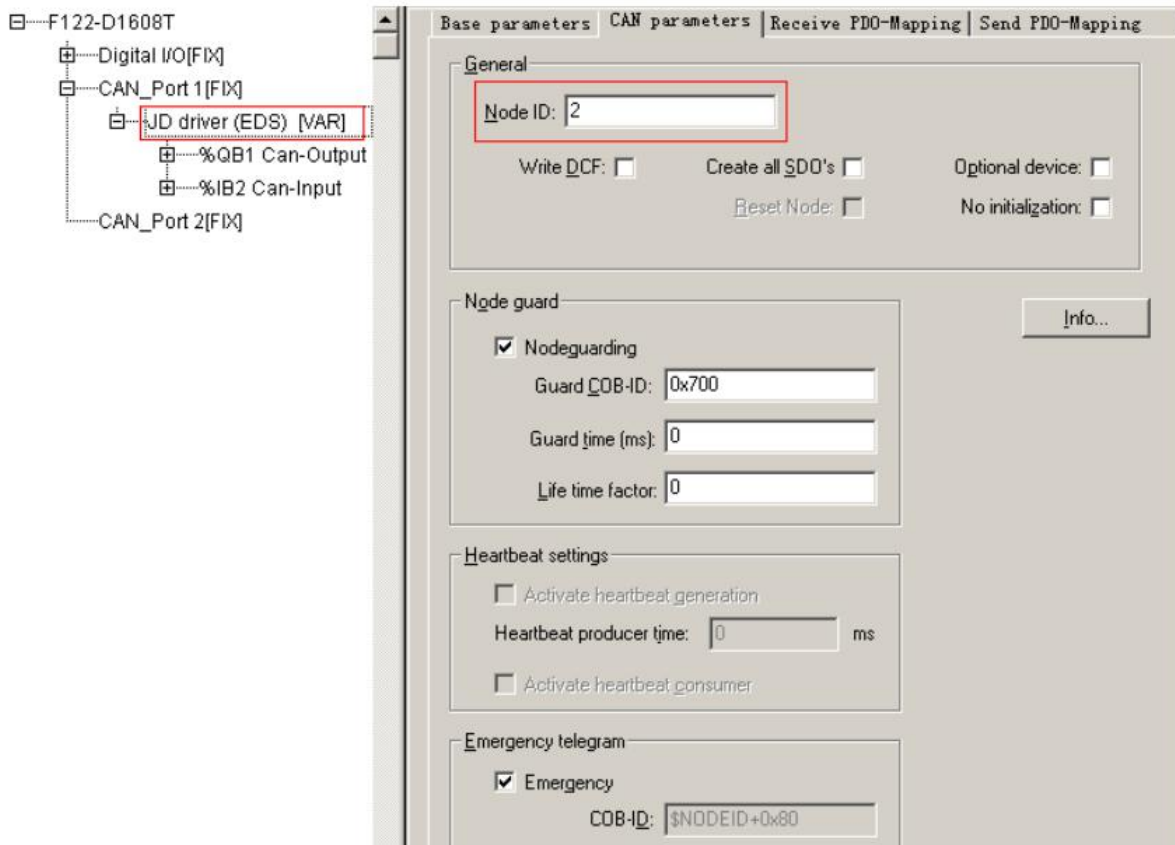 F122-D1608T
Digital I/O[FIX]
CAN_Port 1[FIX]
JD driver (EDS) [VAR]
%QB1 Can-Output
%IB2 Can-Input
CAN_Port 2[FIX]
Base parameters CAN parameters Receive PDO-Mapping Send PDO-Mapping
General
Node ID: 2
Write DCF: Create all SDO's Optional device:
Reset Node: No initialization:
Node guard
Info...
Nodeguarding
Guard COB-ID: 0x700
Guard time (ms): 0
Life time factor: 0
Heartbeat settings
Activate heartbeat generation
Heartbeat producer time: 0 ms
Activate heartbeat consumer
Emergency telegram
Emergency
COB-ID: $NODEID+0x80